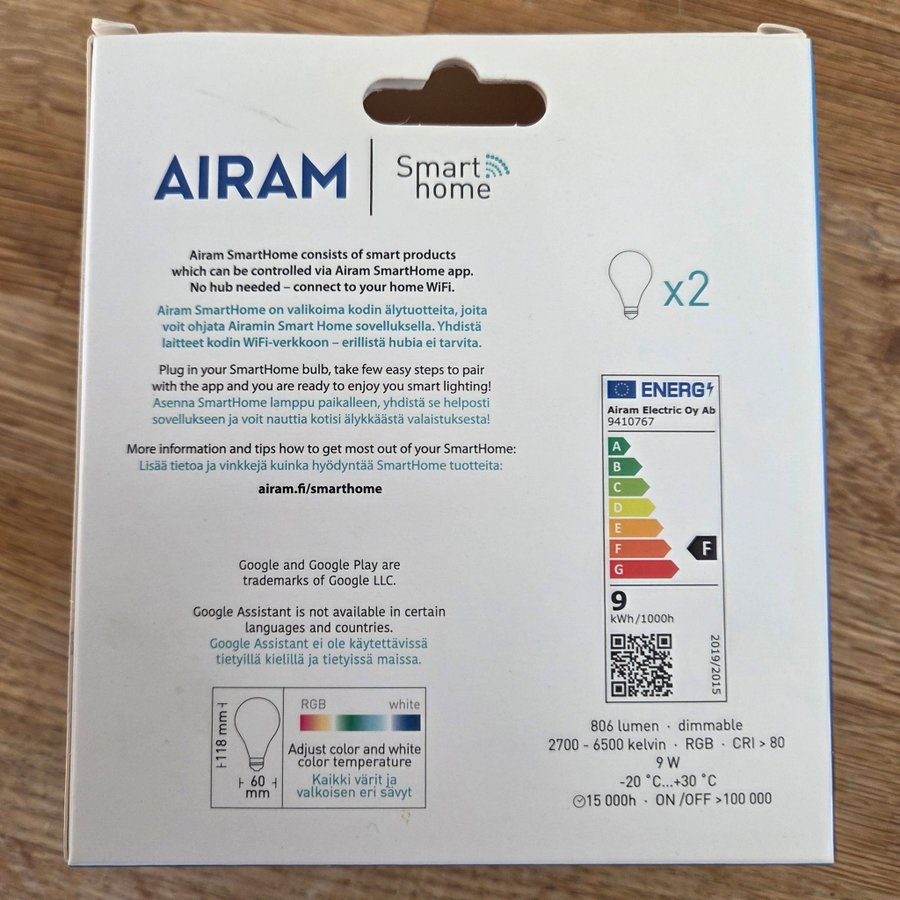 AIRAM
Smart
home
Airam SmartHome consists of smart products
which can be controlled via Airam SmartHome app.
No hub needed – connect to your home WiFi.
Airam SmartHome on valikoima kodin älytuotteita, joita
voit ohjata Airamin Smart Home sovelluksella. Yhdistä
laitteet kodin WiFi-verkkoon – erillistä hubia ei tarvita.
Plug in your SmartHome bulb, take few easy steps to pair
with the app and you are ready to enjoy you smart lighting!
Asenna SmartHome lamppu paikalleen, yhdistä se helposti
sovellukseen ja voit nauttia kotisi älykkäästä valaistuksesta!
More information and tips how to get most out of your SmartHome:
Lisää tietoa ja vinkkejä kuinka hyödyntää SmartHome tuotteita:
airam.fi/smarthome
Google and Google Play are
trademarks of Google LLC.
Google Assistant is not available in certain
languages and countries.
Google Assistant ei ole käytettävissä
tietyillä kielillä ja tietyissä maissa.
118 mm
60
mm
RGB white
Adjust color and white
color temperature
Kaikki värit ja
valkoisen eri sävyt
x2
ENERG
Airam Electric Oy Ab
9410767
A
B
C
D
E
F
G
F
9
kWh/1000h
2019/2015
806 lumen · dimmable
2700 - 6500 kelvin · RGB · CRI > 80
9 W
-20 °C...+30 °C
15 000h · ON /OFF >100 000